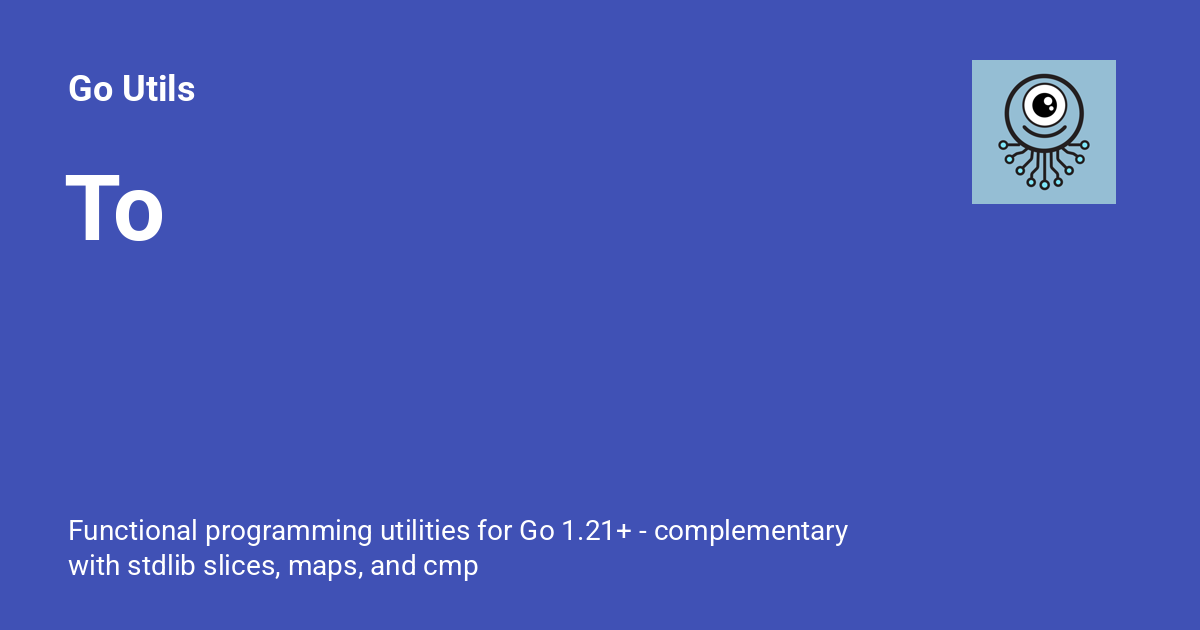 Go Utils
To
Functional programming utilities for Go 1.21+ - complementary
with stdlib slices, maps, and cmp